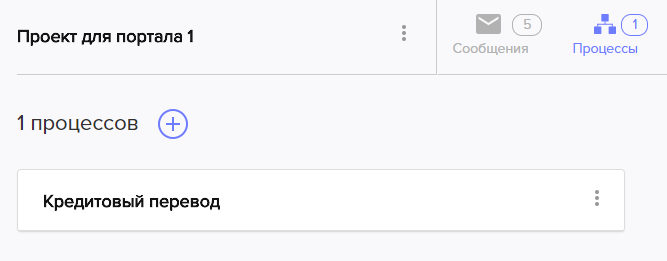 Проект для портала 1
5
Сообщения
1
Процессы
1 процессов
Кредитовый перевод